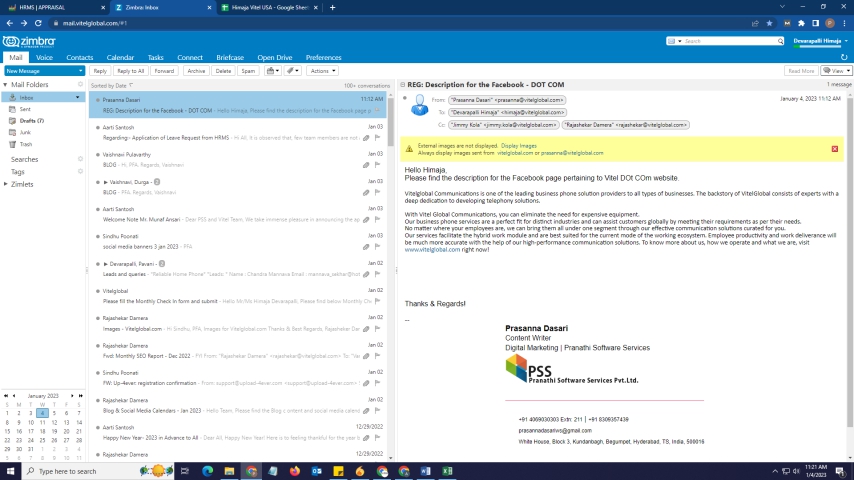 HRMS | APPRAISAL
Zimbra: Inbox
Himaja Vitel USA - Google Sheet
mail.vitelglobal.com/#1
zimbra
Devarapalli Himaja
Search
Mail Voice Contacts Calendar Tasks Connect Briefcase Open Drive Preferences
New Message
Reply Reply to All Forward Archive Delete Spam Actions Read More View
Mail Folders
Inbox
Sent
Drafts (7)
Junk
Trash
Searches
Tags
Zimlets
Sorted by Date 100+ conversations
Prasanna Dasari 11:12 AM
REG: Description for the Facebook - DOT COM - Hello Himaja, Please find the description for the Facebook page p
Aarti Santosh Jan 03
Regarding:- Application of Leave Request from HRMS - Hi All, It is observed that, few team members are not
Vaishnavi Pulavarthy Jan 03
BLOG - Hi, PFA. Regards, Vaishnavi
Vaishnavi, Durga - 2 Jan 03
BLOG - PFA. Regards, Vaishnavi
Aarti Santosh Jan 03
Welcome Note Mr. Munaf Ansari - Dear PSS and Vitel Team, We take immense pleasure in announcing the ap
Sindhu Poonati Jan 03
social media banners 3 jan 2023 - PFA
Devarapalli, Pavani - 2 Jan 02
Leads and queries - "Reliable Home Phone" "Leads:" Name : Chandra Mannava Email :
Vitelglobal Jan 02
Please fill the Monthly Check In form and submit - Hello Mr/Ms Himaja Devarapalli, Please find below Monthly Ch
Rajashekar Damera Jan 02
Images - Vitelglobal.com - Hi Sinthu, PFA, Images for Vitelglobal.com Thanks & Best Regards, Rajashekar Da
Rajashekar Damera Jan 02
Fwd: Monthly SEO Report - Dec 2022 - FYI From: "Rajashekar Damera" <rajashekar@vitelglobal.com> To: "Va
Sindhu Poonati Jan 02
FW: Up-4ever: registration confirmation - From: support@upload-4ever.com <support@upload-4ever.com>
Rajashekar Damera Jan 02
Blog & Social Media Calendars - Jan 2023 - Hello Team, Please find the Blog content and social media calend
Aarti Santosh 12/29/2022
Happy New Year- 2023 in Advance to All - Dear All, Happy New Year! Here is to feeling thankful for the year
Rajashekar Damera 12/29/2022
REG: Description for the Facebook - DOT COM 1 message
From: "Prasanna Dasari" <prasanna@vitelglobal.com> January 4, 2023 11:12 AM
To: "Devarapalli Himaja" <himaja@vitelglobal.com>
Cc: "Jimmy Kola" <jimmy.kola@vitelglobal.com> "Rajashekar Damera" <rajashekar@vitelglobal.com>
External images are not displayed. Display Images
Always display images sent from vitelglobal.com or prasanna@vitelglobal.com
Hello Himaja,
Please find the description for the Facebook page pertaining to Vitel DOt COm website.
Vitelglobal Communications is one of the leading business phone solution providers to all types of businesses. The backstory of VitelGlobal consists of experts with a
deep dedication to developing telephony solutions.
With Vitel Global Communications, you can eliminate the need for expensive equipment.
Our business phone services are a perfect fit for distinct industries and can assist customers globally by meeting their requirements as per their needs.
No matter where your employees are, we can bring them all under one segment through our effective communication solutions curated for you.
Our services facilitate the hybrid work module and are best suited for the current mode of the working ecosystem. Employee productivity and work deliverance will
be much more accurate with the help of our high-performance communication solutions. To know more about us, how we operate and what we are, visit
www.vitelglobal.com right now!
Thanks & Regards!
--
Prasanna Dasari
Content Writer
Digital Marketing | Pranathi Software Services
PSS
Pranathi Software Services Pvt.Ltd.
+91 4069030303 Extn: 211 | +91 8309357439
prasannadasariws@gmail.com
White House, Block 3, Kundanbagh, Begumpet, Hyderabad, TS, India, 500016
January 2023
S M T W T F S
1 2 3 4 5 6 7
8 9 10 11 12 13 14
15 16 17 18 19 20 21
22 23 24 25 26 27 28
29 30 31 1 2 3 4
5 6 7 8 9 10 11
Type here to search
11:21 AM
1/4/2023